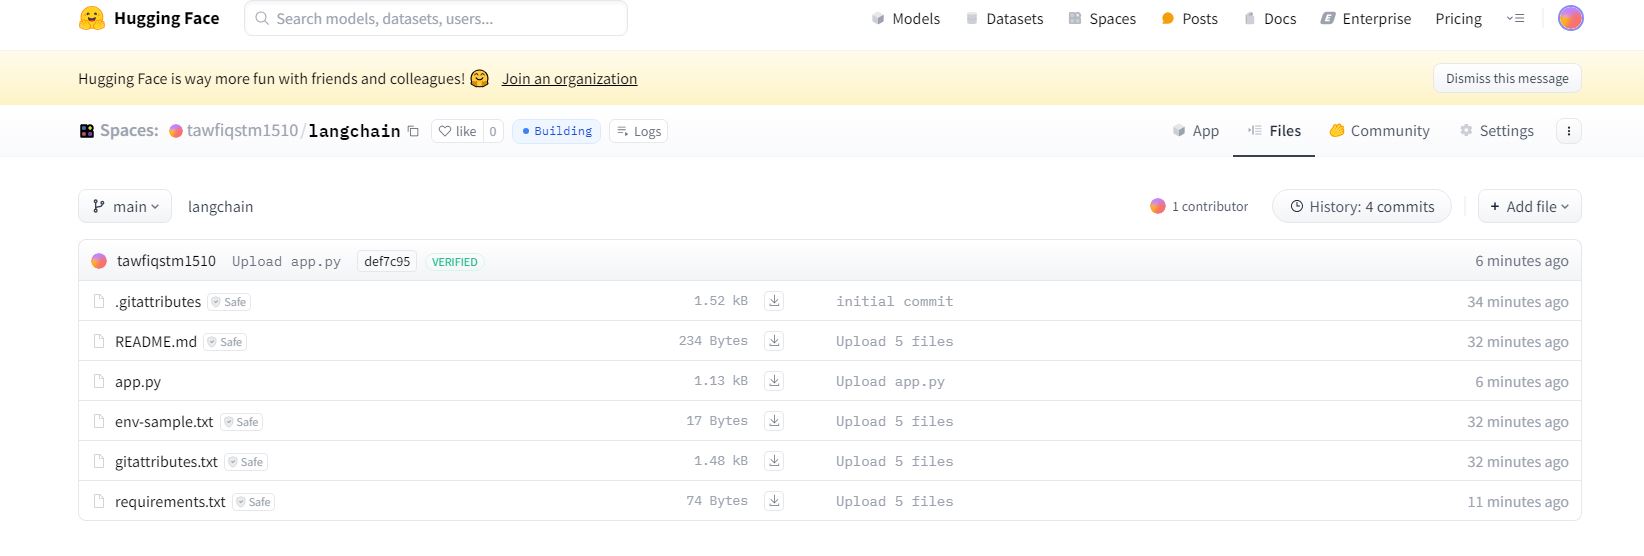 Hugging Face Search models, datasets, users... Models Datasets Spaces Posts Docs Enterprise Pricing
Hugging Face is way more fun with friends and colleagues! 🤗 Join an organization Dismiss this message
Spaces: tawfiqstm1510/langchain like 0 Building Logs App Files Community Settings
main langchain 1 contributor History: 4 commits + Add file
tawfiqstm1510 Upload app.py def7c95 VERIFIED 6 minutes ago
.gitattributes Safe 1.52 kB initial commit 34 minutes ago
README.md Safe 234 Bytes Upload 5 files 32 minutes ago
app.py 1.13 kB Upload app.py 6 minutes ago
env-sample.txt Safe 17 Bytes Upload 5 files 32 minutes ago
gitattributes.txt Safe 1.48 kB Upload 5 files 32 minutes ago
requirements.txt Safe 74 Bytes Upload 5 files 11 minutes ago